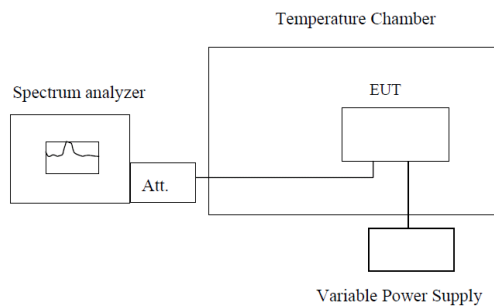 Temperature Chamber
Spectrum analyzer
EUT
Att.
Variable Power Supply